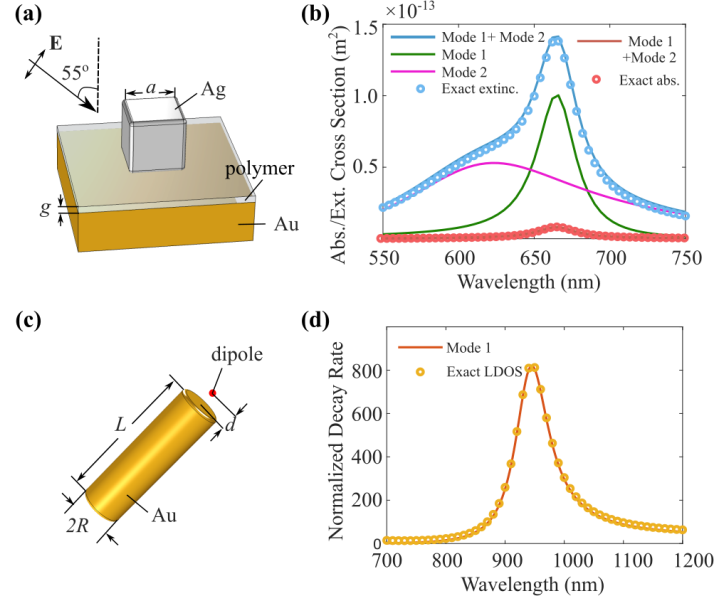 (a)
E
55°
a
Ag
polymer
g
Au
(b)
×10⁻¹³
1.5
1.0
0.5
0
Abs./Ext. Cross Section (m²)
Mode 1+ Mode 2
Mode 1
Mode 2
Exact extinc.
Mode 1
+Mode 2
Exact abs.
550 600 650 700 750
Wavelength (nm)
(c)
dipole
L
d
2R
Au
(d)
800
600
400
200
0
Normalized Decay Rate
Mode 1
Exact LDOS
700 800 900 1000 1100 1200
Wavelength (nm)